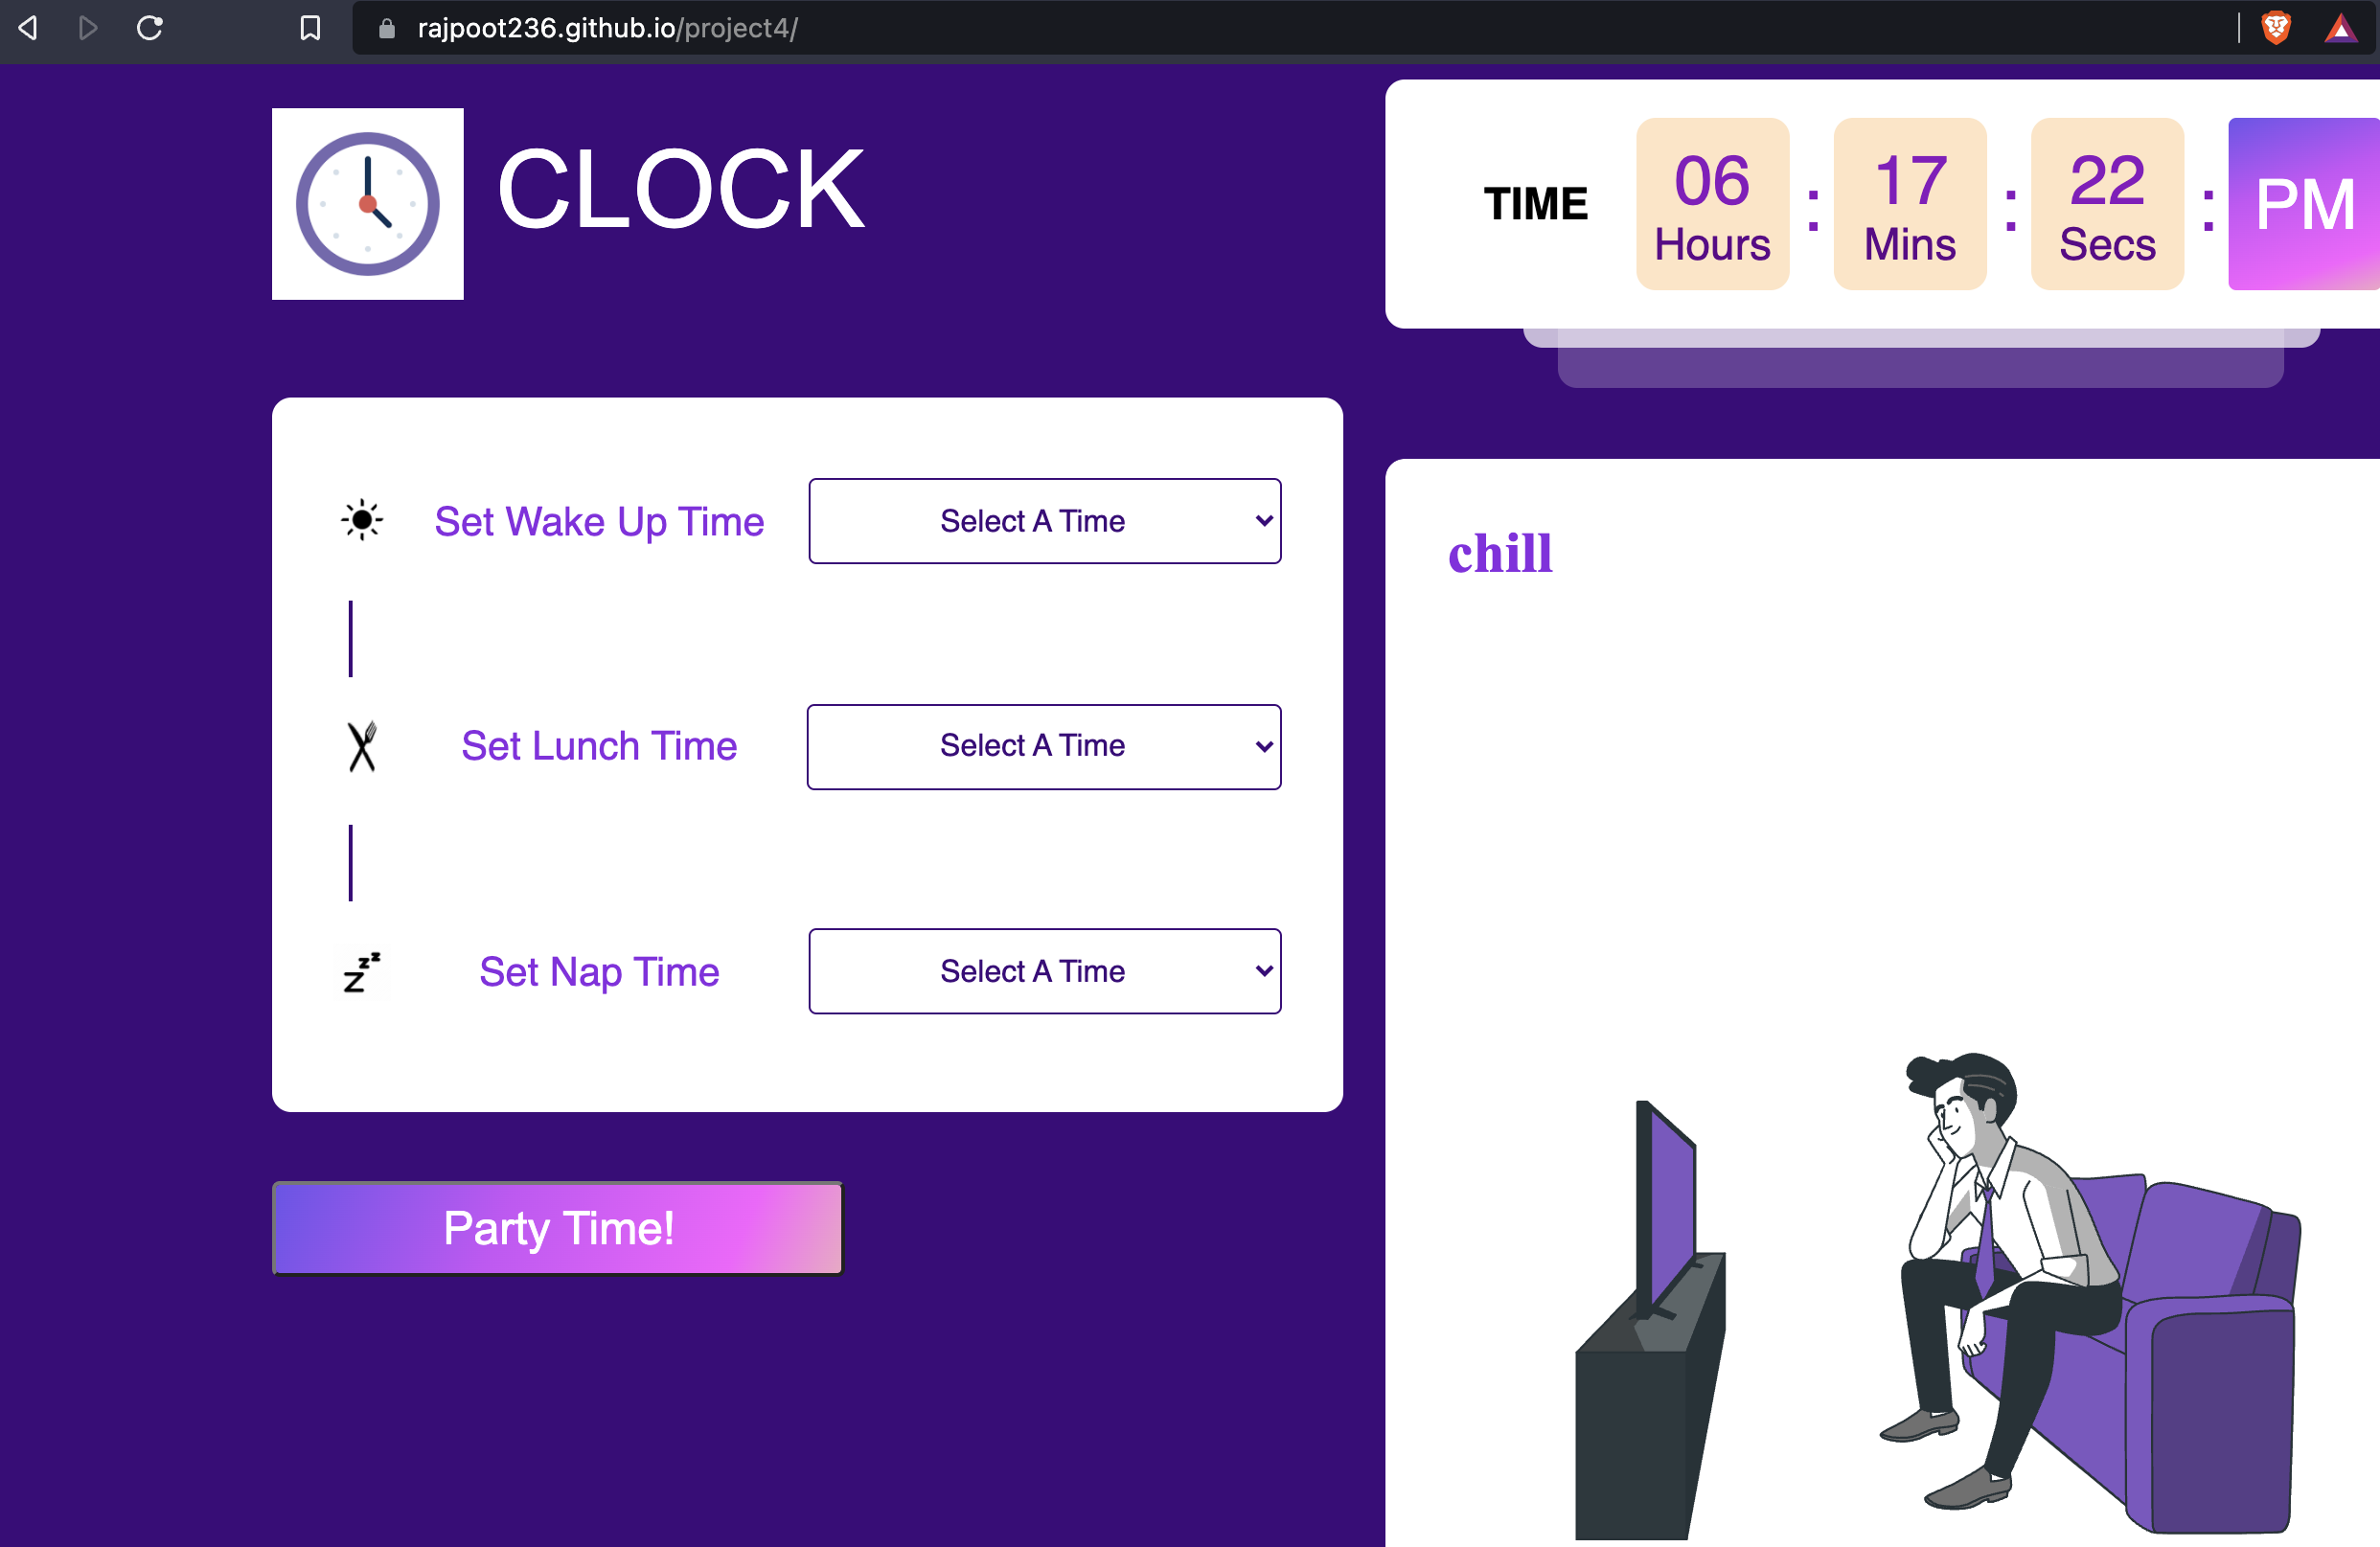 rajpoot236.github.io/project4/
CLOCK
TIME
06 : 17 : 22 : PM
Hours Mins Secs
Set Wake Up Time Select A Time
chill
Set Lunch Time Select A Time
zzz Set Nap Time Select A Time
Party Time!